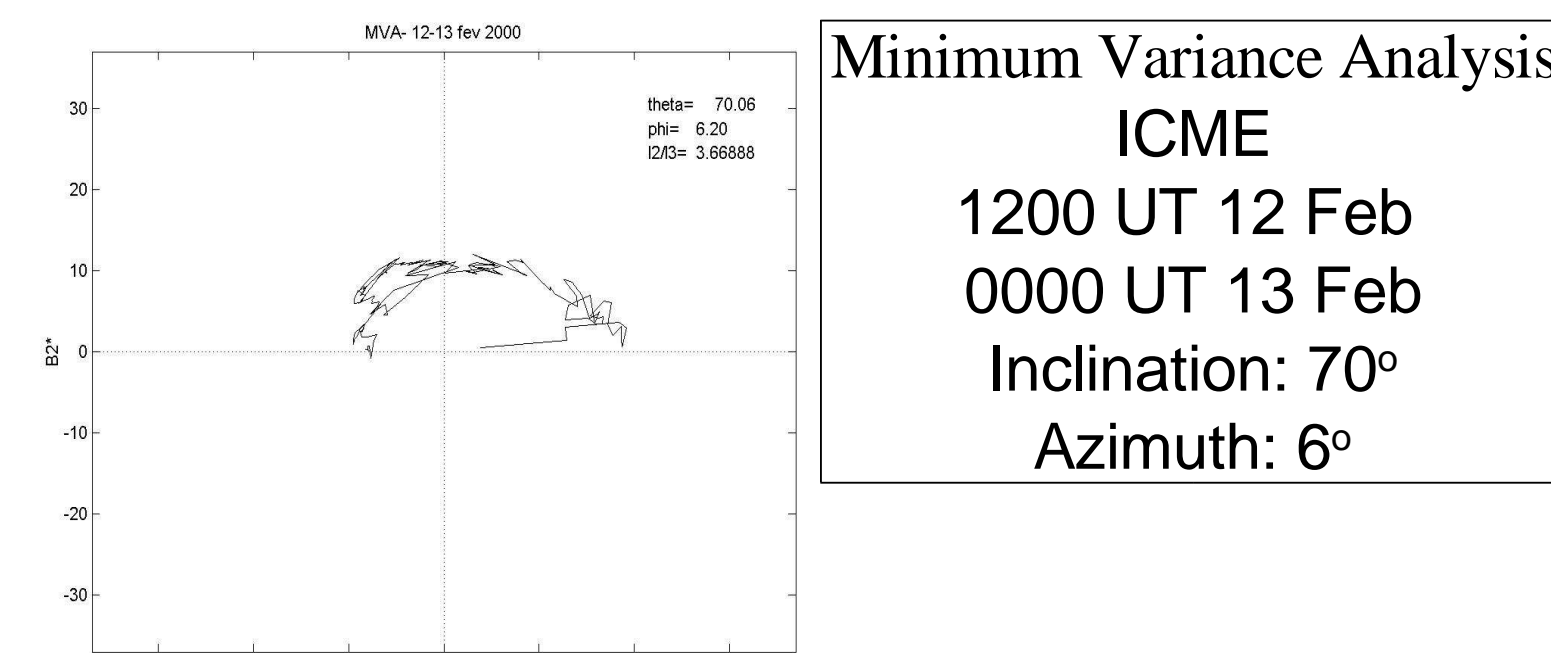 MVA- 12-13 fev 2000
theta= 70.06
phi= 6.20
l2/l3= 3.66888
30
20
10
0
-10
-20
-30
B2*
Minimum Variance Analysis
ICME
1200 UT 12 Feb
0000 UT 13 Feb
Inclination: 70º
Azimuth: 6º